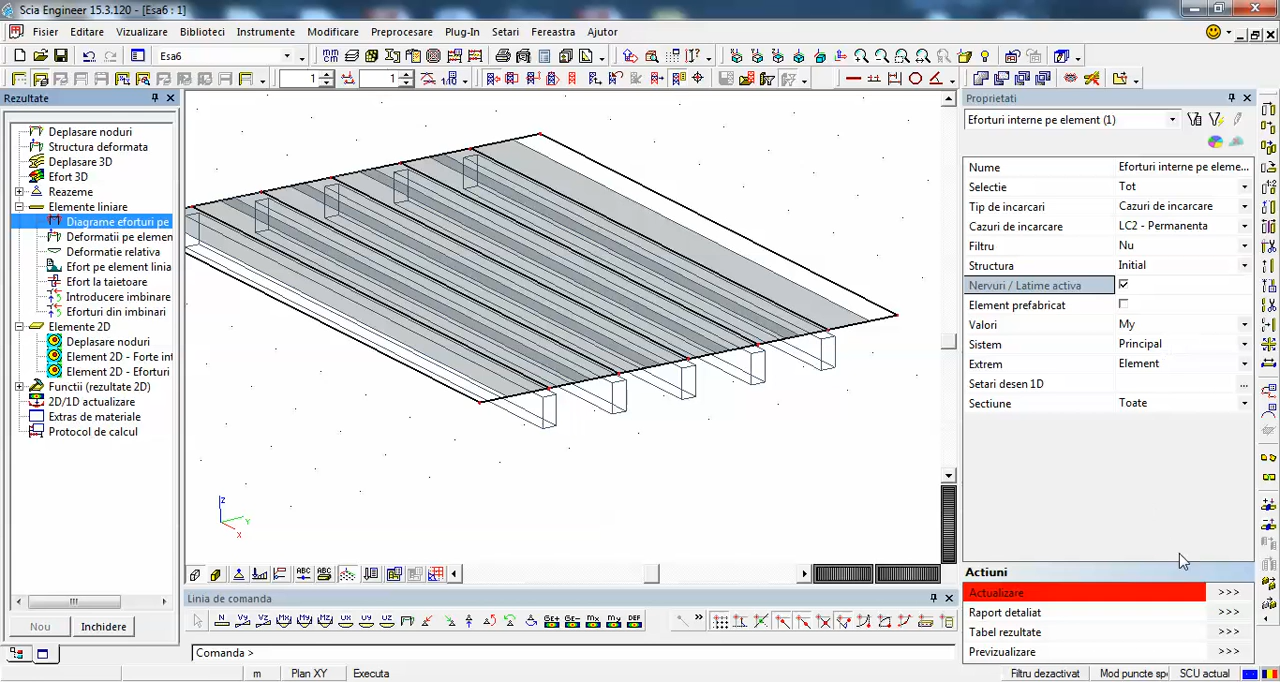 Scia Engineer 15.3.120 - [Esa6 : 1]
Fisier Editare Vizualizare Biblioteci Instrumente Modificare Preprocesare Plug-In Setari Fereastra Ajutor
Esa6
1 1
Rezultate
Deplasare noduri
Structura deformata
Deplasare 3D
Efort 3D
Reazeme
Elemente liniare
Diagrame eforturi pe
Deformatii pe elemen
Deformatie relativa
Efort pe element linia
Efort la taietoare
Introducere imbinare
Eforturi din imbinari
Elemente 2D
Deplasare noduri
Element 2D - Forte int
Element 2D - Eforturi
Functii (rezultate 2D)
2D/1D actualizare
Extras de materiale
Protocol de calcul
Nou Inchidere
z
Y
x
Linia de comanda
Comanda >
Proprietati
Eforturi interne pe element (1)
Nume Eforturi interne pe eleme...
Selectie Tot
Tip de incarcari Cazuri de incarcare
Cazuri de incarcare LC2 - Permanenta
Filtru Nu
Structura Initial
Nervuri / Latime activa
Element prefabricat
Valori My
Sistem Principal
Extrem Element
Setari desen 1D ...
Sectiune Toate
Actiuni
Actualizare >>>
Raport detaliat >>>
Tabel rezultate >>>
Previzualizare >>>
m Plan XY Executa Filtru dezactivat Mod puncte spe SCU actual